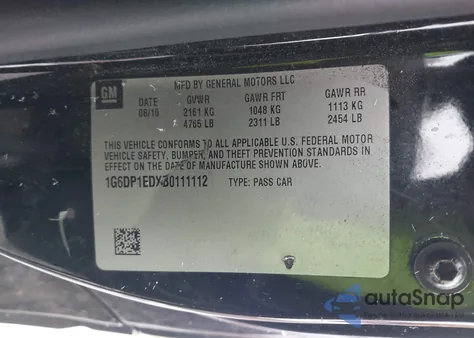 GM
MFD BY GENERAL MOTORS LLC
DATE GVWR GAWR FRT GAWR RR
08/16 2161 KG 1048 KG 1113 KG
4765 LB 2311 LB 2454 LB
THIS VEHICLE CONFORMS TO ALL APPLICABLE U.S. FEDERAL MOTOR
VEHICLE SAFETY, BUMPER, AND THEFT PREVENTION STANDARDS IN
EFFECT ON THE DATE OF MANUFACTURE SHOWN ABOVE.
TYPE: PASS CAR
autoSnap